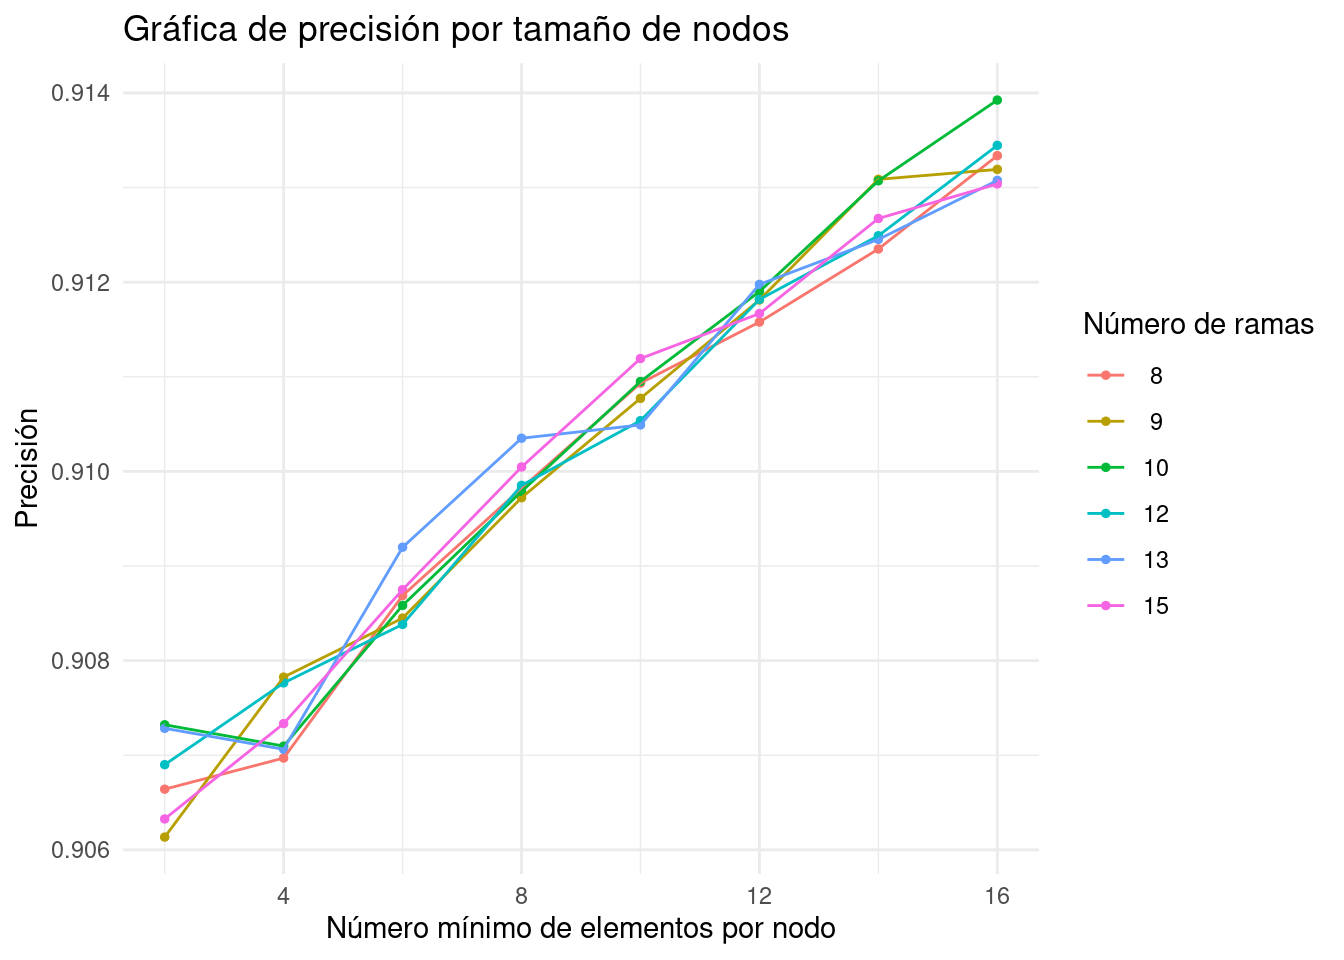 Gráfica de precisión por tamaño de nodos
0.914
0.912
0.910
0.908
0.906
Precisión
4 8 12 16
Número mínimo de elementos por nodo
Número de ramas
8
9
10
12
13
15